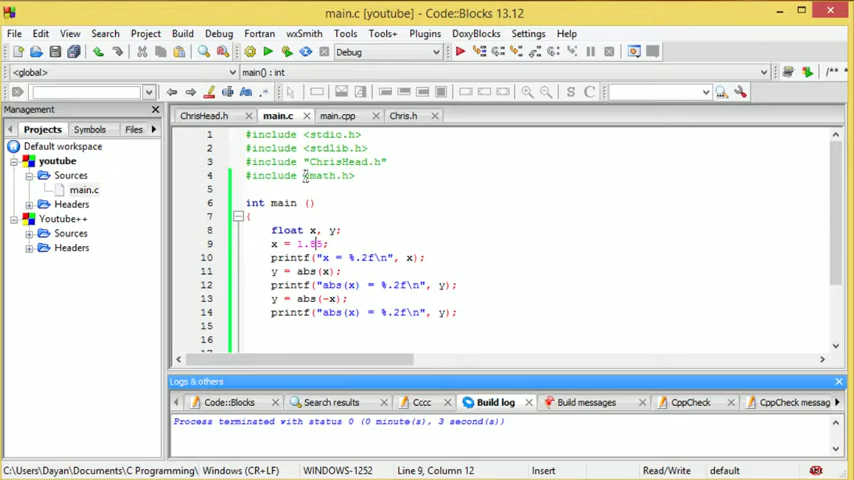 main.c [youtube] - Code::Blocks 13.12
File Edit View Search Project Build Debug Fortran wxSmith Tools Tools+ Plugins DoxyBlocks Settings Help
Debug
<global> main() : int
/** *
S C
Management
Projects Symbols Files
Default workspace
youtube
Sources
main.c
Headers
Youtube++
Sources
Headers
ChrisHead.h main.c main.cpp Chris.h
1 #include <stdio.h>
2 #include <stdlib.h>
3 #include "ChrisHead.h"
4 #include <math.h>
5
6 int main ()
7 {
8 float x, y;
9 x = 1.85;
10 printf("x = %.2f\n", x);
11 y = abs(x);
12 printf("abs(x) = %.2f\n", y);
13 y = abs(-x);
14 printf("abs(x) = %.2f\n", y);
15
16
Logs & others
Code::Blocks Search results Cccc Build log Build messages CppCheck CppCheck messag
Process terminated with status 0 (0 minute(s), 3 second(s))
C:\Users\Dayan\Documents\C Programming\ Windows (CR+LF) WINDOWS-1252 Line 9, Column 12 Insert Read/Write default